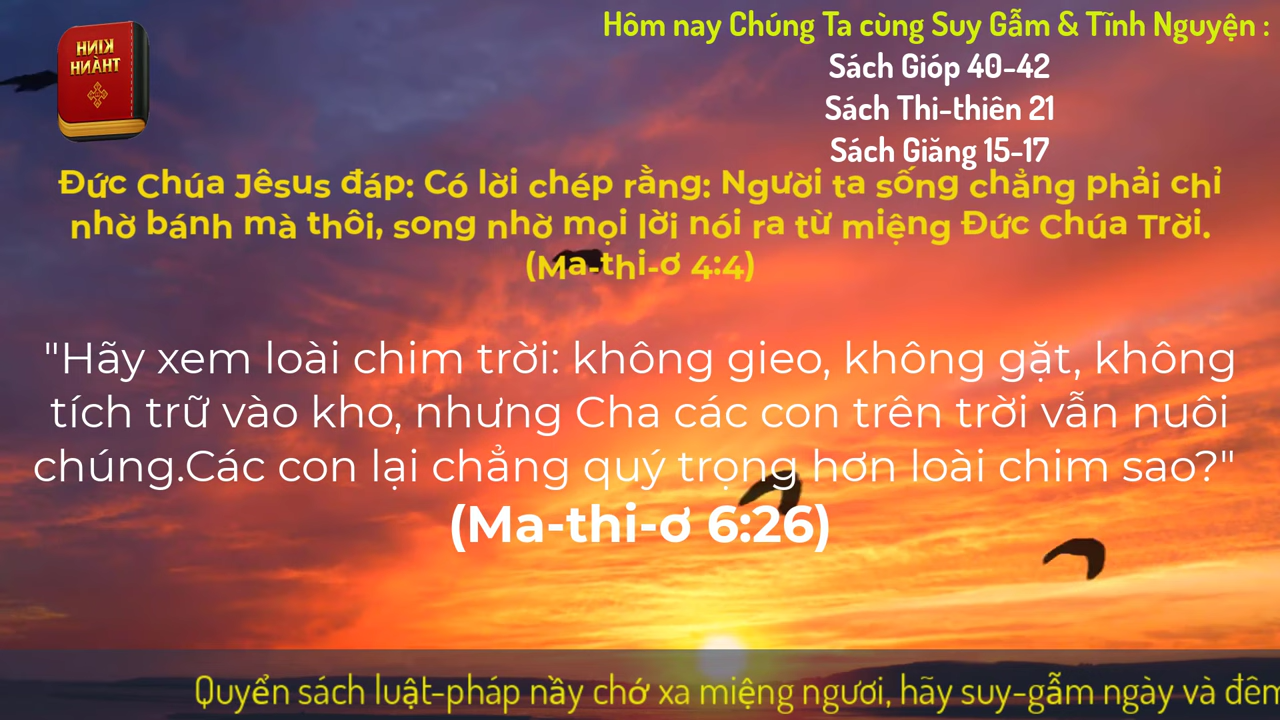 KINH
THÁNH
Hôm nay Chúng Ta cùng Suy Gẫm & Tĩnh Nguyện :
Sách Gióp 40-42
Sách Thi-thiên 21
Sách Giăng 15-17
Đức Chúa Jêsus đáp: Có lời chép rằng: Người ta sống chẳng phải chỉ
nhờ bánh mà thôi, song nhờ mọi lời nói ra từ miệng Đức Chúa Trời.
(Ma-thi-ơ 4:4)
"Hãy xem loài chim trời: không gieo, không gặt, không
tích trữ vào kho, nhưng Cha các con trên trời vẫn nuôi
chúng.Các con lại chẳng quý trọng hơn loài chim sao?"
(Ma-thi-ơ 6:26)
Quyển sách luật-pháp nầy chớ xa miệng ngươi, hãy suy-gẫm ngày và đêm